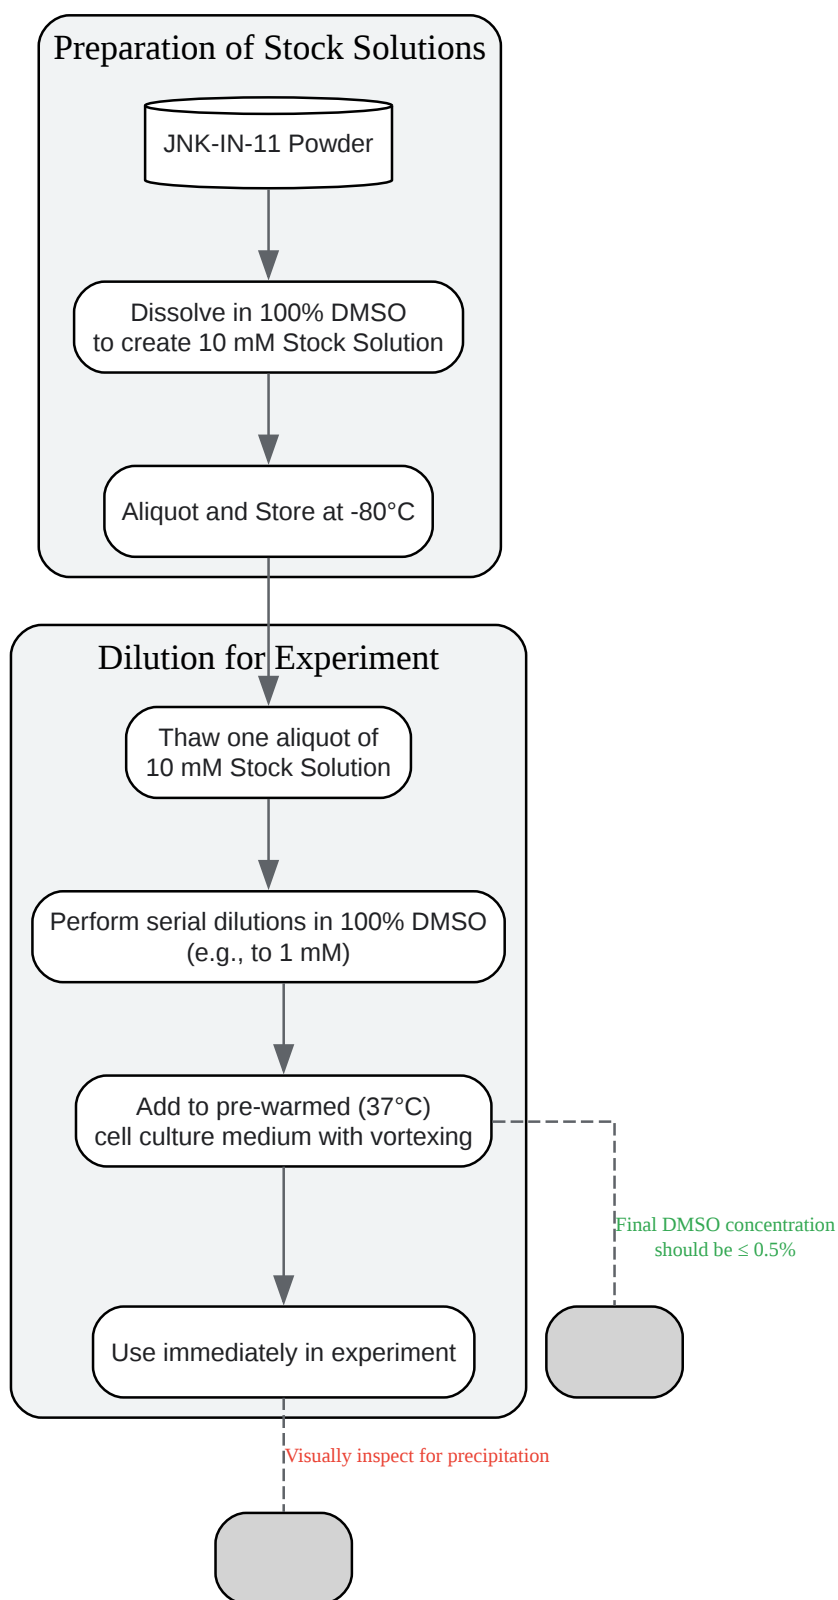 Preparation of Stock Solutions
JNK-IN-11 Powder
Dissolve in 100% DMSO
to create 10 mM Stock Solution
Aliquot and Store at -80°C
Dilution for Experiment
Thaw one aliquot of
10 mM Stock Solution
Perform serial dilutions in 100% DMSO
(e.g., to 1 mM)
Add to pre-warmed (37°C)
cell culture medium with vortexing
Final DMSO concentration
should be ≤ 0.5%
Use immediately in experiment
Visually inspect for precipitation